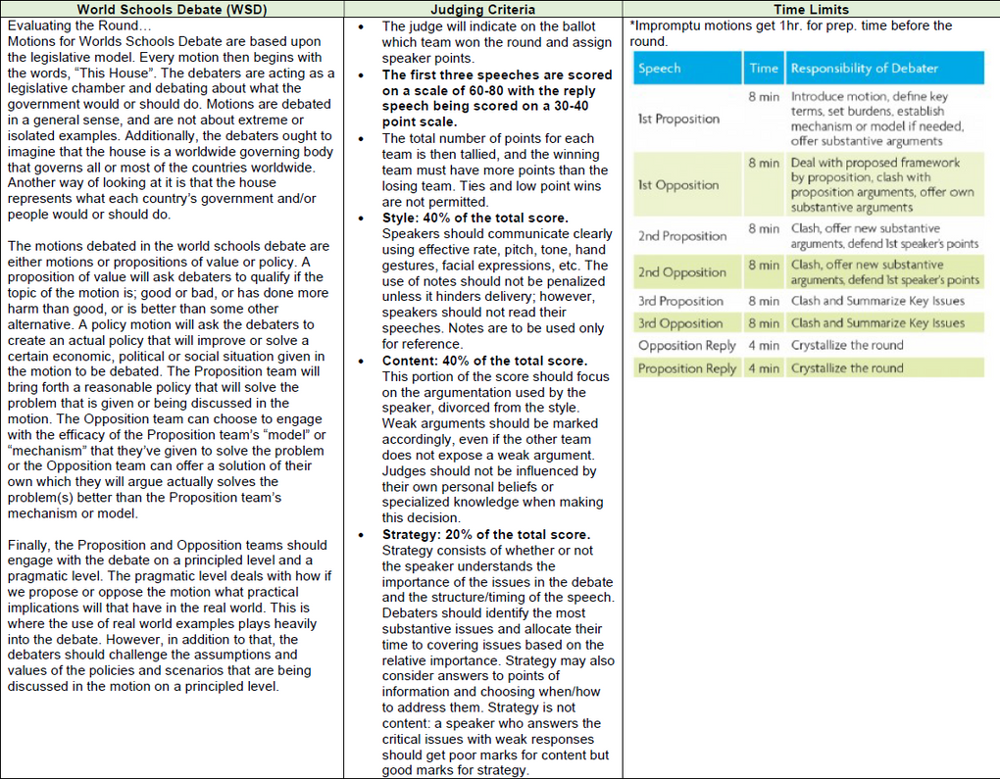 World Schools Debate (WSD)
Evaluating the Round…
Motions for Worlds Schools Debate are based upon
the legislative model. Every motion then begins with
the words, “This House”. The debaters are acting as a
legislative chamber and debating about what the
government would or should do. Motions are debated
in a general sense, and are not about extreme or
isolated examples. Additionally, the debaters ought to
imagine that the house is a worldwide governing body
that governs all or most of the countries worldwide.
Another way of looking at it is that the house
represents what each country’s government and/or
people would or should do.
The motions debated in the world schools debate are
either motions or propositions of value or policy. A
proposition of value will ask debaters to qualify if the
topic of the motion is; good or bad, or has done more
harm than good, or is better than some other
alternative. A policy motion will ask the debaters to
create an actual policy that will improve or solve a
certain economic, political or social situation given in
the motion to be debated. The Proposition team will
bring forth a reasonable policy that will solve the
problem that is given or being discussed in the
motion. The Opposition team can choose to engage
with the efficacy of the Proposition team’s “model” or
“mechanism” that they’ve given to solve the problem
or the Opposition team can offer a solution of their
own which they will argue actually solves the
problem(s) better than the Proposition team’s
mechanism or model.
Finally, the Proposition and Opposition teams should
engage with the debate on a principled level and a
pragmatic level. The pragmatic level deals with how if
we propose or oppose the motion what practical
implications will that have in the real world. This is
where the use of real world examples plays heavily
into the debate. However, in addition to that, the
debaters should challenge the assumptions and
values of the policies and scenarios that are being
discussed in the motion on a principled level.
Judging Criteria
• The judge will indicate on the ballot
which team won the round and assign
speaker points.
• The first three speeches are scored
on a scale of 60-80 with the reply
speech being scored on a 30-40
point scale.
• The total number of points for each
team is then tallied, and the winning
team must have more points than the
losing team. Ties and low point wins
are not permitted.
• Style: 40% of the total score.
Speakers should communicate clearly
using effective rate, pitch, tone, hand
gestures, facial expressions, etc. The
use of notes should not be penalized
unless it hinders delivery; however,
speakers should not read their
speeches. Notes are to be used only
for reference.
• Content: 40% of the total score.
This portion of the score should focus
on the argumentation used by the
speaker, divorced from the style.
Weak arguments should be marked
accordingly, even if the other team
does not expose a weak argument.
Judges should not be influenced by
their own personal beliefs or
specialized knowledge when making
this decision.
• Strategy: 20% of the total score.
Strategy consists of whether or not
the speaker understands the
importance of the issues in the debate
and the structure/timing of the speech.
Debaters should identify the most
substantive issues and allocate their
time to covering issues based on the
relative importance. Strategy may also
consider answers to points of
information and choosing when/how
to address them. Strategy is not
content: a speaker who answers the
critical issues with weak responses
should get poor marks for content but
good marks for strategy.
Time Limits
*Impromptu motions get 1hr. for prep. time before the
round.
Speech Time Responsibility of Debater
1st Proposition 8 min Introduce motion, define key
terms, set burdens, establish
mechanism or model if needed,
offer substantive arguments
1st Opposition 8 min Deal with proposed framework
by proposition, clash with
proposition arguments, offer own
substantive arguments
2nd Proposition 8 min Clash, offer new substantive
arguments, defend 1st speaker's points
2nd Opposition 8 min Clash, offer new substantive
arguments, defend 1st speaker's points
3rd Proposition 8 min Clash and Summarize Key Issues
3rd Opposition 8 min Clash and Summarize Key Issues
Opposition Reply 4 min Crystallize the round
Proposition Reply 4 min Crystallize the round